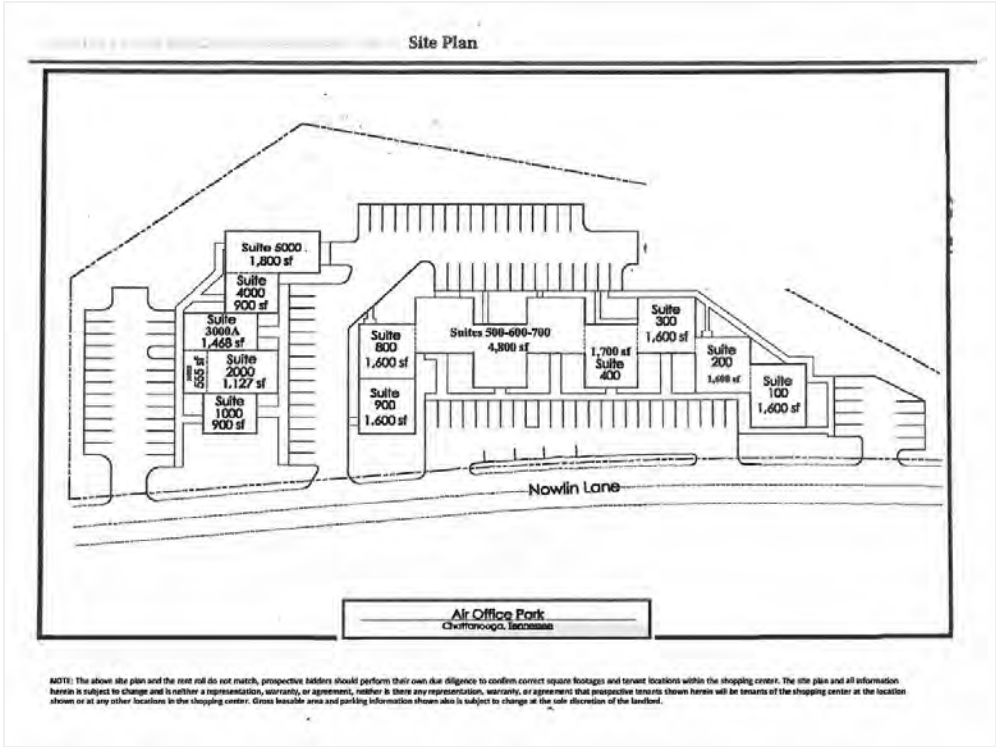 Site Plan
Suite 5000
1,800 sf
Suite
4000
900 sf
Suite
3000A
1,468 sf
555 sf
Suite
2000
1,127 sf
Suite
1000
900 sf
Suite
800
1,600 sf
Suite
900
1,600 sf
Suites 500-600-700
4,800 sf
1,700 sf
Suite
400
Suite
300
1,600 sf
Suite
200
1,600 sf
Suite
100
1,600 sf
Nowlin Lane
Air Office Park
Chattanooga, Tennessee
NOTE: The above site plan and the rent roll do not match, prospective bidders should perform their own due diligence to confirm correct square footages and tenant locations within the shopping center. The site plan and all information
herein is subject to change and is neither a representation, warranty, or agreement, neither is there any representation, warranty, or agreement that prospective tenants shown herein will be tenants of the shopping center at the location
shown or at any other locations in the shopping center. Gross leasable area and parking information shown also is subject to change at the sole discretion of the landlord.